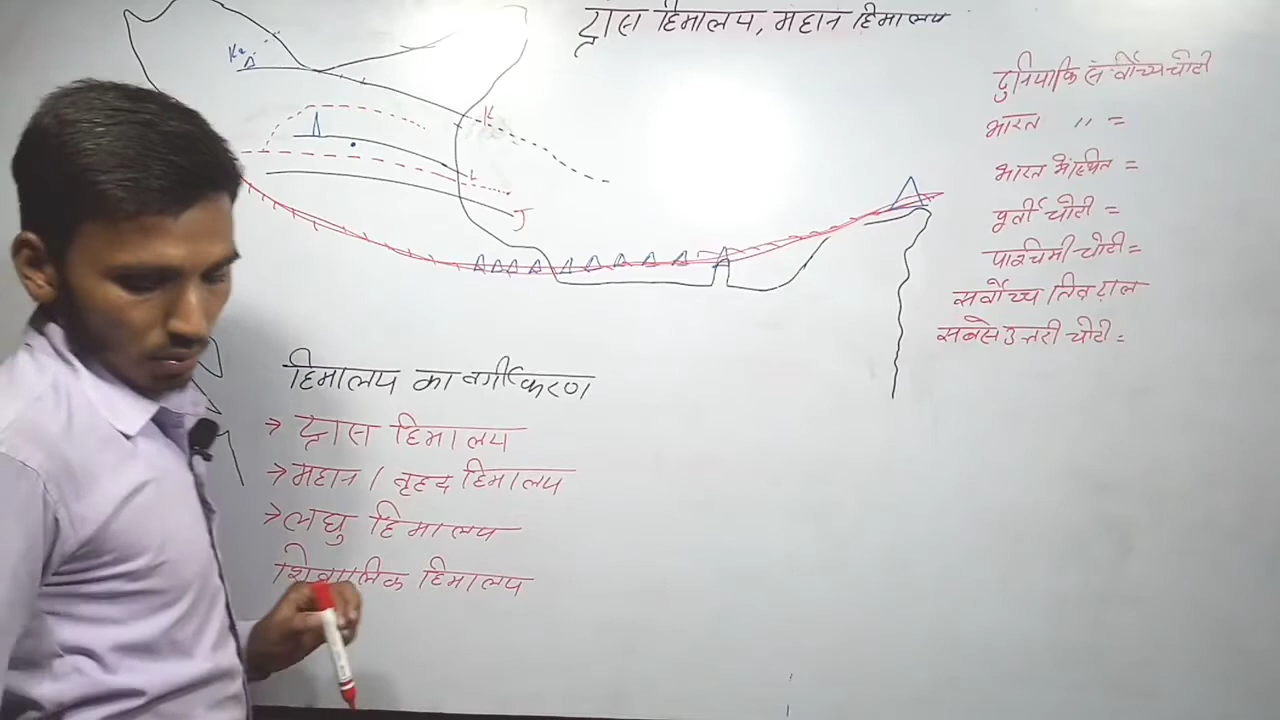 ट्रांस हिमालय, महान हिमालय
K2
K
L
J
दुनियाकि सर्वोच्च चोटी
भारत " =
भारत में स्थित =
पूर्वी चोटी =
पश्चिमी चोटी =
सर्वोच्च तिव्र ढ़ाल
सबसे उत्तरी चोटी =
हिमालय का वर्गीकरण
→ ट्रांस हिमालय
→ महान / वृहद हिमालय
→ लघु हिमालय
शिवालिक हिमालय